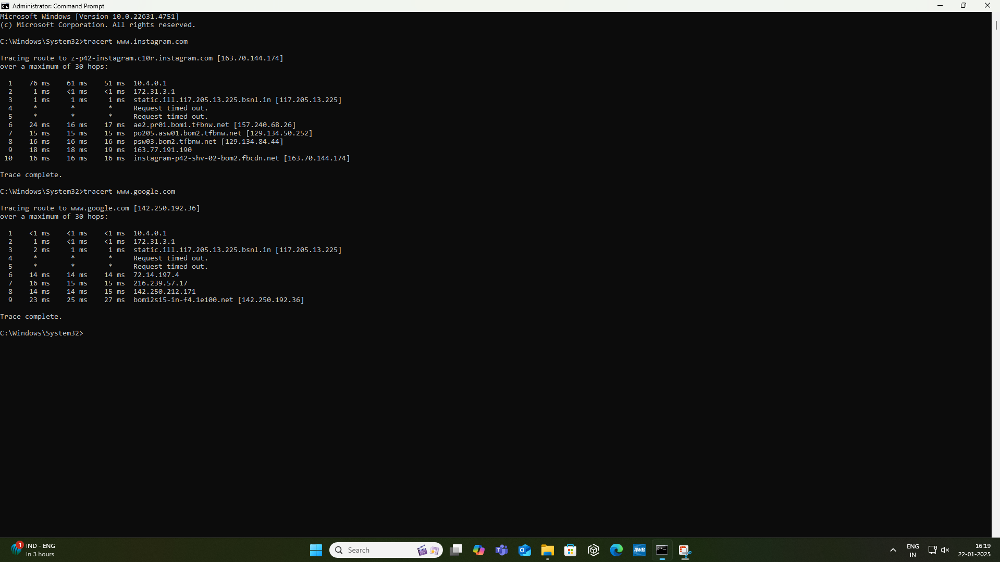 Administrator: Command Prompt
Microsoft Windows [Version 10.0.22631.4751]
(c) Microsoft Corporation. All rights reserved.
C:\Windows\System32>tracert www.instagram.com
Tracing route to z-p42-instagram.c10r.instagram.com [163.70.144.174]
over a maximum of 30 hops:
1 76 ms 61 ms 51 ms 10.4.0.1
2 1 ms <1 ms <1 ms 172.31.3.1
3 1 ms 1 ms 1 ms static.ill.117.205.13.225.bsnl.in [117.205.13.225]
4 * * * Request timed out.
5 * * * Request timed out.
6 24 ms 16 ms 17 ms ae2.pr01.bom1.tfbnw.net [157.240.68.26]
7 15 ms 15 ms 15 ms po205.asw01.bom2.tfbnw.net [129.134.50.252]
8 16 ms 16 ms 16 ms psw03.bom2.tfbnw.net [129.134.84.44]
9 18 ms 18 ms 19 ms 163.77.191.190
10 16 ms 16 ms 16 ms instagram-p42-shv-02-bom2.fbcdn.net [163.70.144.174]
Trace complete.
C:\Windows\System32>tracert www.google.com
Tracing route to www.google.com [142.250.192.36]
over a maximum of 30 hops:
1 <1 ms <1 ms <1 ms 10.4.0.1
2 1 ms <1 ms <1 ms 172.31.3.1
3 2 ms 1 ms 1 ms static.ill.117.205.13.225.bsnl.in [117.205.13.225]
4 * * * Request timed out.
5 * * * Request timed out.
6 14 ms 14 ms 14 ms 72.14.197.4
7 16 ms 15 ms 15 ms 216.239.57.17
8 14 ms 14 ms 15 ms 142.250.212.171
9 23 ms 25 ms 27 ms bom12s15-in-f4.1e100.net [142.250.192.36]
Trace complete.
C:\Windows\System32>
1 IND - ENG
In 3 hours
Search
AWR
ENG
IN
16:19
22-01-2025